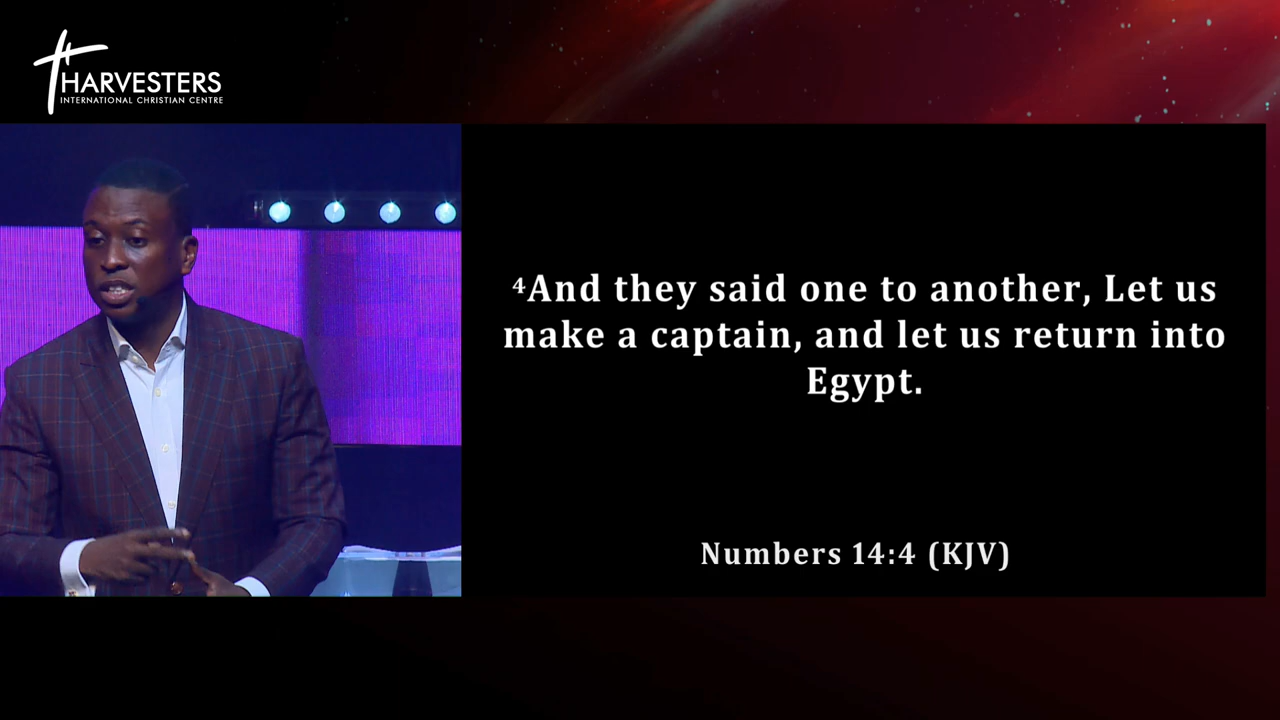 HARVESTERS
INTERNATIONAL CHRISTIAN CENTRE
⁴And they said one to another, Let us
make a captain, and let us return into
Egypt.
Numbers 14:4 (KJV)